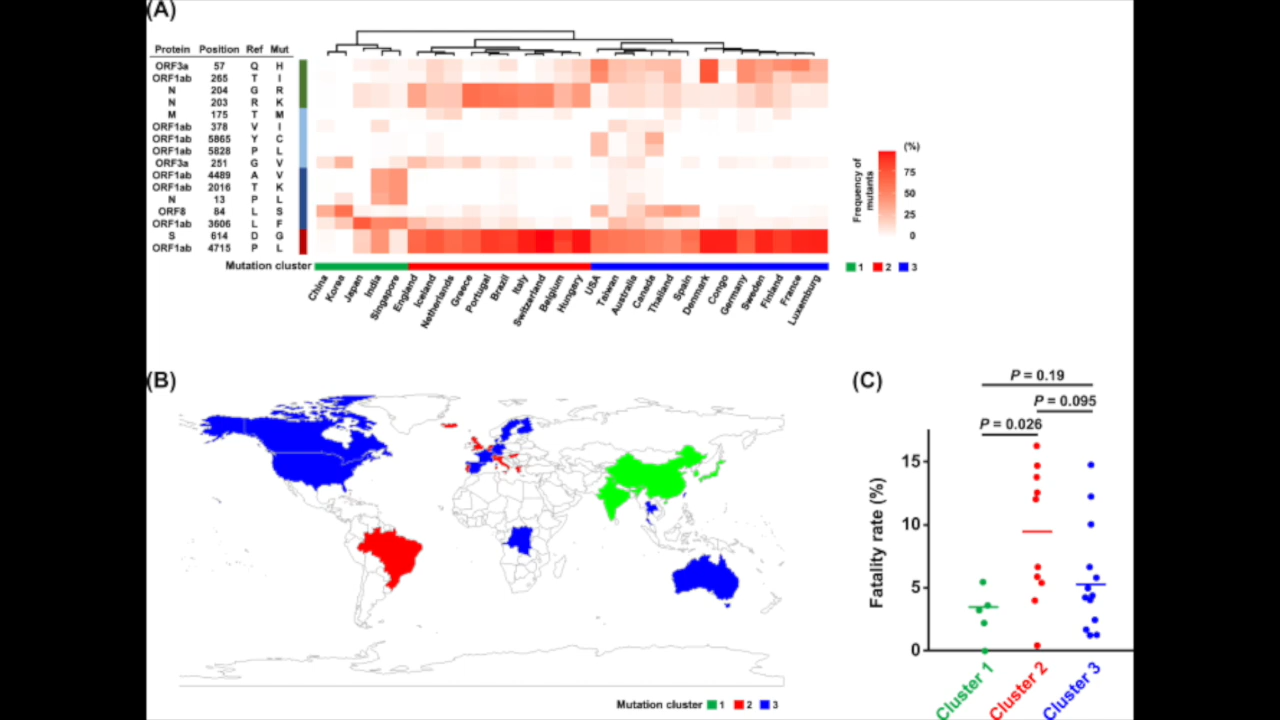 (A)
Protein Position Ref Mut
ORF3a 57 Q H
ORF1ab 265 T I
N 204 G R
N 203 R K
M 175 T M
ORF1ab 378 V I
ORF1ab 5865 Y C
ORF1ab 5828 P L
ORF3a 251 G V
ORF1ab 4489 A V
ORF1ab 2016 T K
N 13 P L
ORF8 84 L S
ORF1ab 3606 L F
S 614 D G
ORF1ab 4715 P L
Mutation cluster
China
Korea
Japan
India
Singapore
England
Iceland
Netherlands
Greece
Portugal
Brazil
Italy
Switzerland
Belgium
Hungary
USA
Taiwan
Australia
Canada
Thailand
Spain
Denmark
Congo
Germany
Sweden
Finland
France
Luxemburg
Frequency of
mutants
(%)
75
50
25
0
1 2 3
(B)
Mutation cluster 1 2 3
(C)
P = 0.19
P = 0.095
P = 0.026
Fatality rate (%)
15
10
5
0
Cluster 1
Cluster 2
Cluster 3